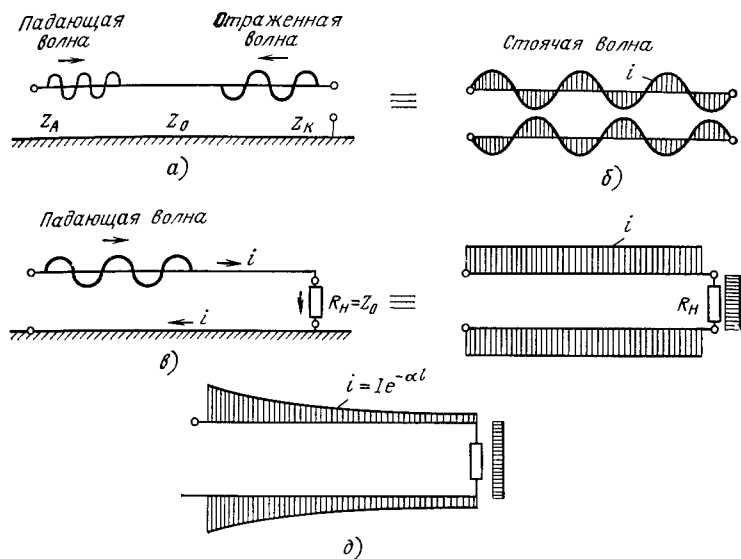 Падающая
волна
Отраженная
волна
Стоячая волна
i
≡
Z_A Z_0 Z_K
а)
б)
Падающая волна
i
i
R_H=Z_0
≡
i
R_H
в)
i=Ie^{-αl}
д)